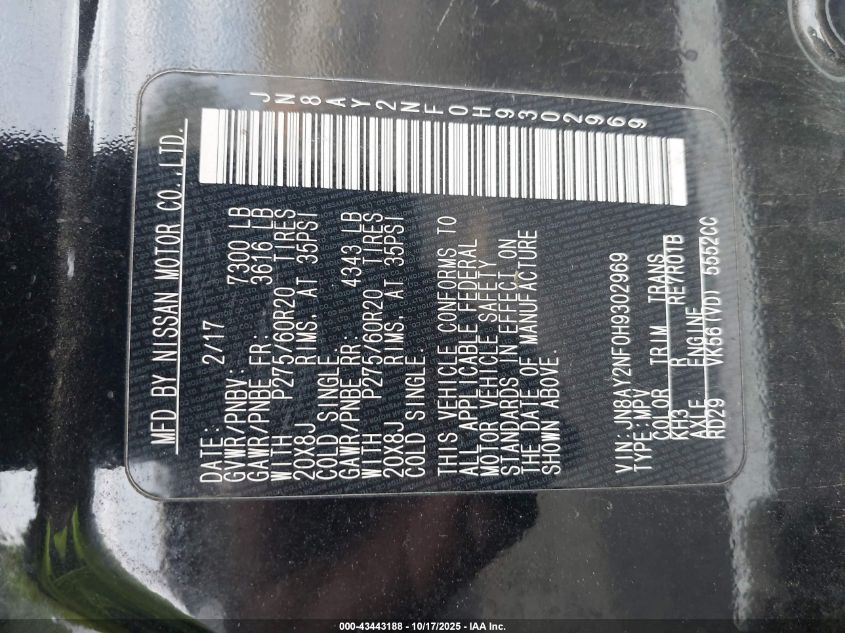 JN8AY2NF0H9302969
MFD BY NISSAN MOTOR CO.,LTD.
DATE: 2/17
GVWR/PNBV: 7300 LB
GAWR/PNBE FR: 3616 LB
WITH P275/60R20 TIRES
20X8J RIMS, AT 35PSI
COLD SINGLE.
GAWR/PNBE RR: 4343 LB
WITH P275/60R20 TIRES
20X8J RIMS, AT 35PSI
COLD SINGLE.
THIS VEHICLE CONFORMS TO
ALL APPLICABLE FEDERAL
MOTOR VEHICLE SAFETY
STANDARDS IN EFFECT ON
THE DATE OF MANUFACTURE
SHOWN ABOVE.
VIN:JN8AY2NF0H9302969
TYPE:MPV
COLOR TRIM TRANS
KH3 R RE7R01B
AXLE ENGINE
RD29 VK56(VD) 5552CC
000-43443188 - 10/17/2025 - IAA Inc.